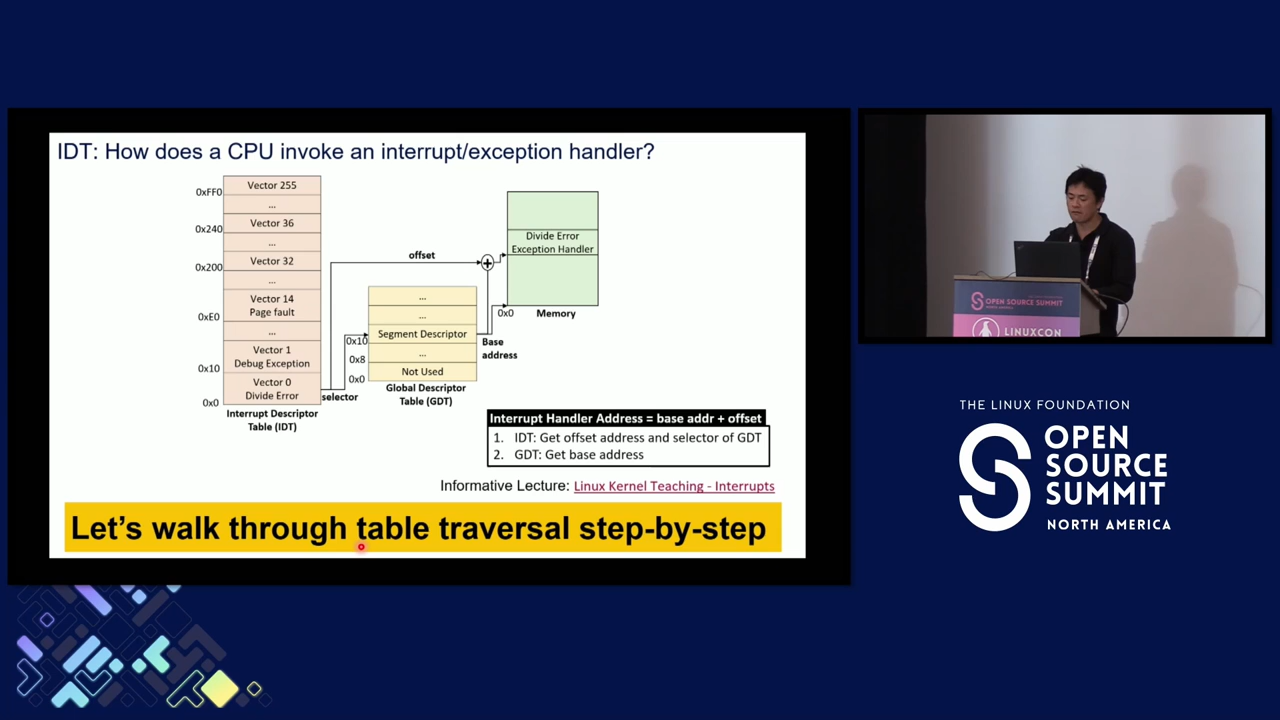 IDT: How does a CPU invoke an interrupt/exception handler?
0xFF0
Vector 255
...
0x240
Vector 36
...
0x200
Vector 32
...
0xE0
Vector 14
Page fault
...
0x10
Vector 1
Debug Exception
0x0
Vector 0
Divide Error
Interrupt Descriptor
Table (IDT)
selector
offset
...
...
0x10
Segment Descriptor
0x8
...
0x0
Not Used
Global Descriptor
Table (GDT)
Base
address
+
Divide Error
Exception Handler
0x0
Memory
Interrupt Handler Address = base addr + offset
1. IDT: Get offset address and selector of GDT
2. GDT: Get base address
Informative Lecture: Linux Kernel Teaching - Interrupts
Let's walk through table traversal step-by-step
OPEN SOURCE SUMMIT
LINUXCON
THE LINUX FOUNDATION
OPEN
SOURCE
SUMMIT
NORTH AMERICA